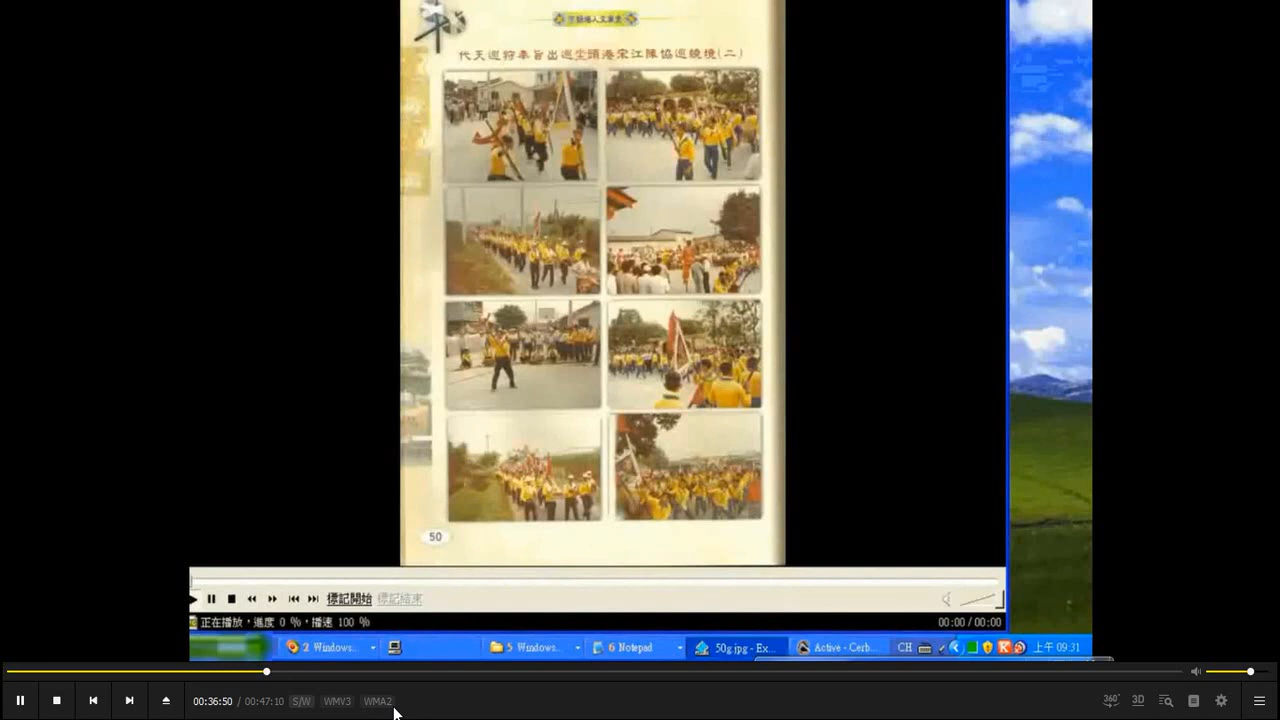 代天巡狩奉旨出巡尖頭港宋江陣協巡繞境(二)
50
標記開始 標記結束
正在播放，進度 0 %，播速 100 %
00:00 / 00:00
2 Windows...
5 Windows...
6 Notepad
50g.jpg - Ex...
Active - Cerb...
CH
上午 09:31
00:36:50 / 00:47:10 S/W WMV3 WMA2
360°
3D